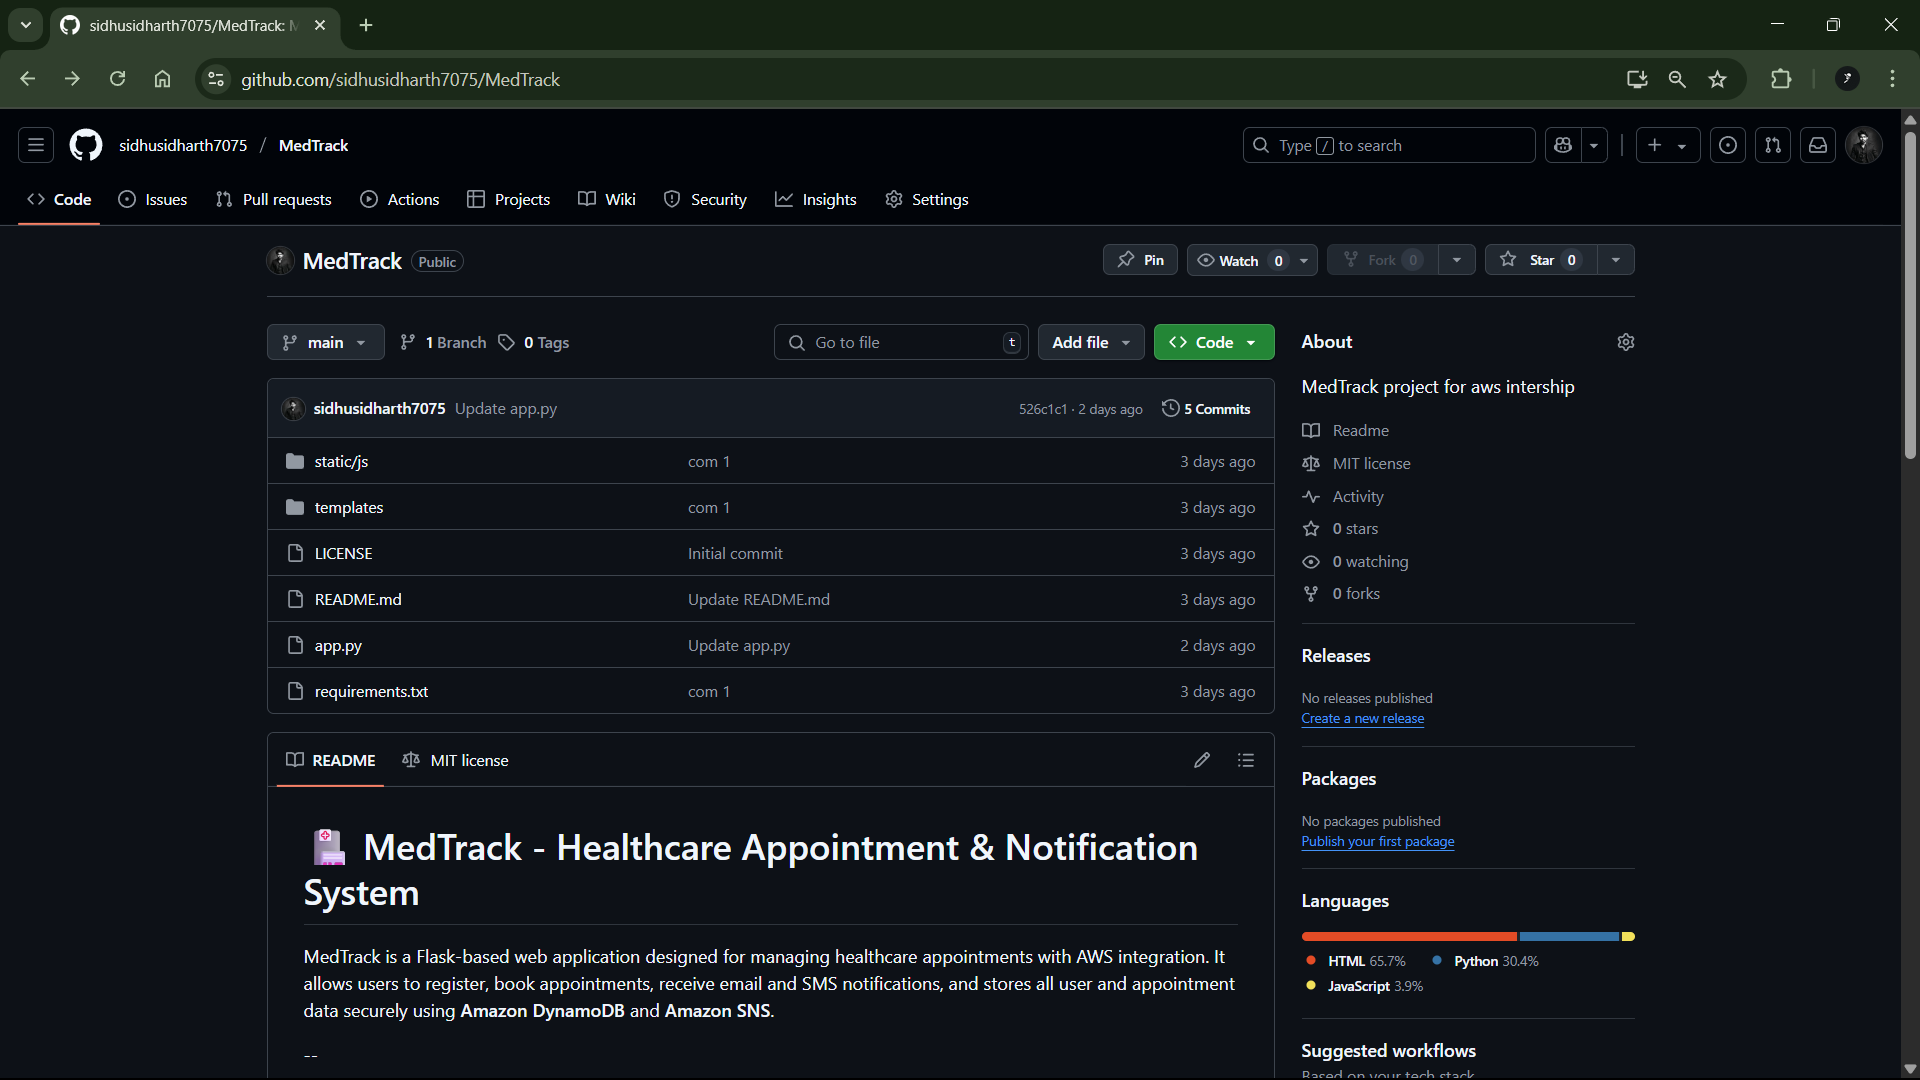 sidhusidharth7075/MedTrack: M
github.com/sidhusidharth7075/MedTrack
sidhusidharth7075 / MedTrack
Type / to search
Code Issues Pull requests Actions Projects Wiki Security Insights Settings
MedTrack Public
Pin Watch 0 Fork 0 Star 0
main 1 Branch 0 Tags
Go to file t
Add file Code
About
MedTrack project for aws intership
sidhusidharth7075 Update app.py 526c1c1 · 2 days ago 5 Commits
static/js com 1 3 days ago
templates com 1 3 days ago
LICENSE Initial commit 3 days ago
README.md Update README.md 3 days ago
app.py Update app.py 2 days ago
requirements.txt com 1 3 days ago
Readme
MIT license
Activity
0 stars
0 watching
0 forks
Releases
No releases published
Create a new release
Packages
No packages published
Publish your first package
Languages
HTML 65.7% Python 30.4%
JavaScript 3.9%
Suggested workflows
Based on your tech stack
README MIT license
MedTrack - Healthcare Appointment & Notification
System
MedTrack is a Flask-based web application designed for managing healthcare appointments with AWS integration. It
allows users to register, book appointments, receive email and SMS notifications, and stores all user and appointment
data securely using Amazon DynamoDB and Amazon SNS.
--